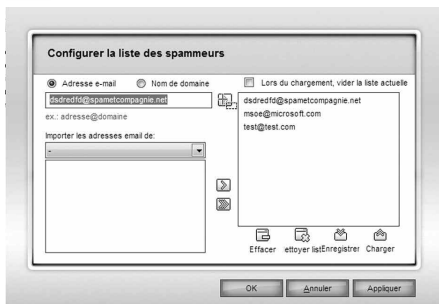 Configurer la liste des spammeurs
Adresse e-mail
Nom de domaine
Lors du chargement, vider la liste actuelle
dsdredfd@spametcompagnie.net
ex.: adresse@domaine
Importer les adresses email de:
-
dsdredfd@spametcompagnie.net
msoe@microsoft.com
test@test.com
Effacer
ettoyer list
Enregistrer
Charger
OK
Annuler
Appliquer